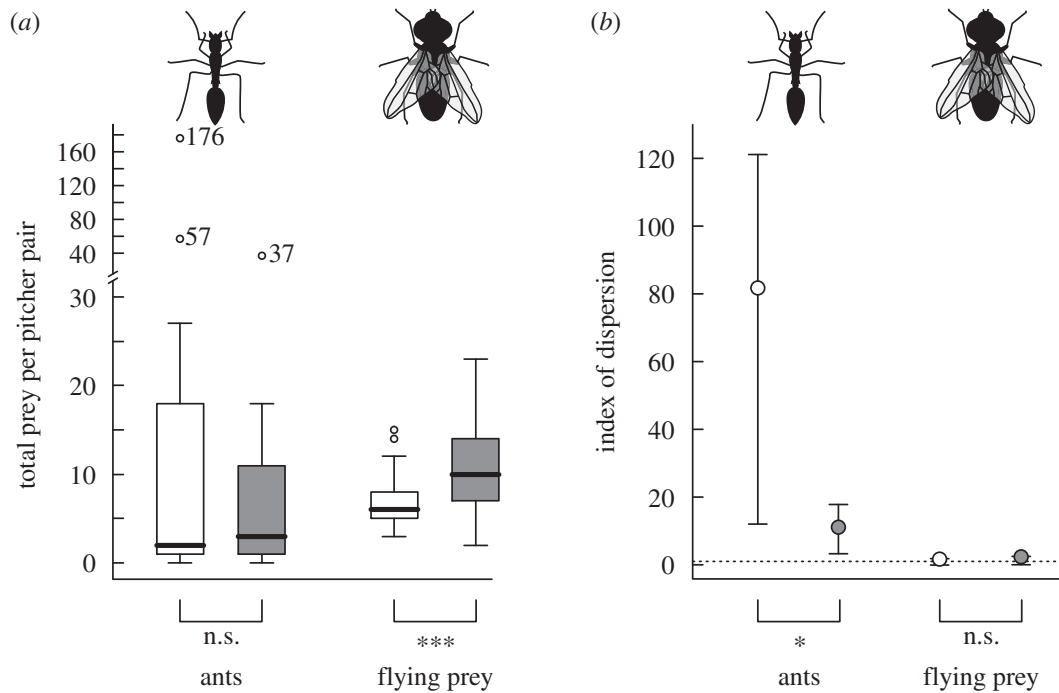 (a)
total prey per pitcher pair
160
120
80
40
30
20
10
0
176
57
37
n.s.
***
ants
flying prey
(b)
index of dispersion
120
100
80
60
40
20
0
*
n.s.
ants
flying prey